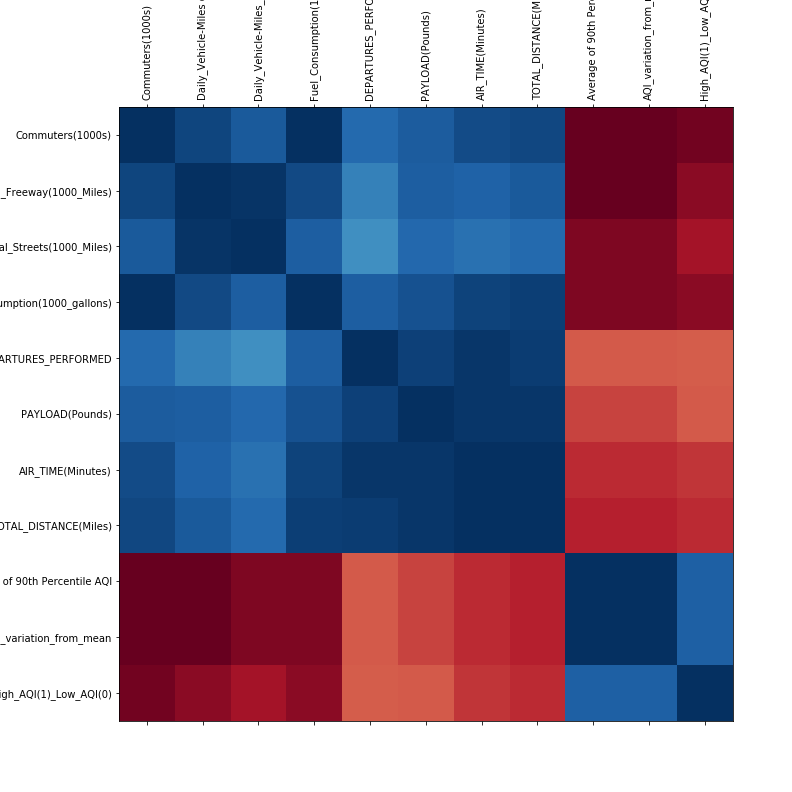 Commuters(1000s)
Daily_Vehicle-Miles
Daily_Vehicle-Miles_
Fuel_Consumption(1
DEPARTURES_PERFO
PAYLOAD(Pounds)
AIR_TIME(Minutes)
TOTAL_DISTANCE(M
Average of 90th Perc
AQI_variation_from_
High_AQI(1)_Low_AQ
Commuters(1000s)
_Freeway(1000_Miles)
al_Streets(1000_Miles)
umption(1000_gallons)
ARTURES_PERFORMED
PAYLOAD(Pounds)
AIR_TIME(Minutes)
OTAL_DISTANCE(Miles)
of 90th Percentile AQI
_variation_from_mean
igh_AQI(1)_Low_AQI(0)